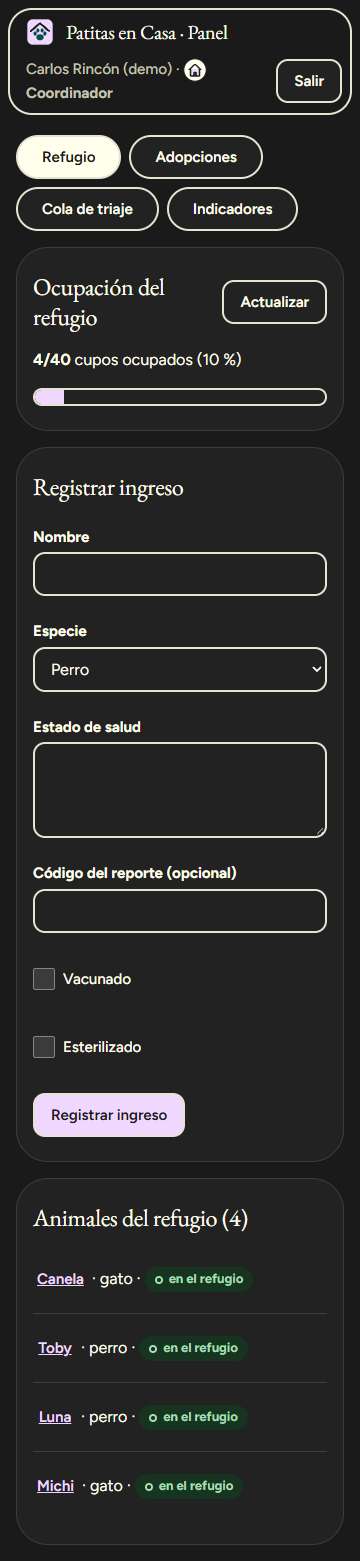 Patitas en Casa · Panel
Carlos Rincón (demo) ·
Coordinador
Salir
Refugio
Adopciones
Cola de triaje
Indicadores
Ocupación del
refugio
Actualizar
4/40 cupos ocupados (10 %)
Registrar ingreso
Nombre
Especie
Perro
Estado de salud
Código del reporte (opcional)
Vacunado
Esterilizado
Registrar ingreso
Animales del refugio (4)
Canela · gato · en el refugio
Toby · perro · en el refugio
Luna · perro · en el refugio
Michi · gato · en el refugio